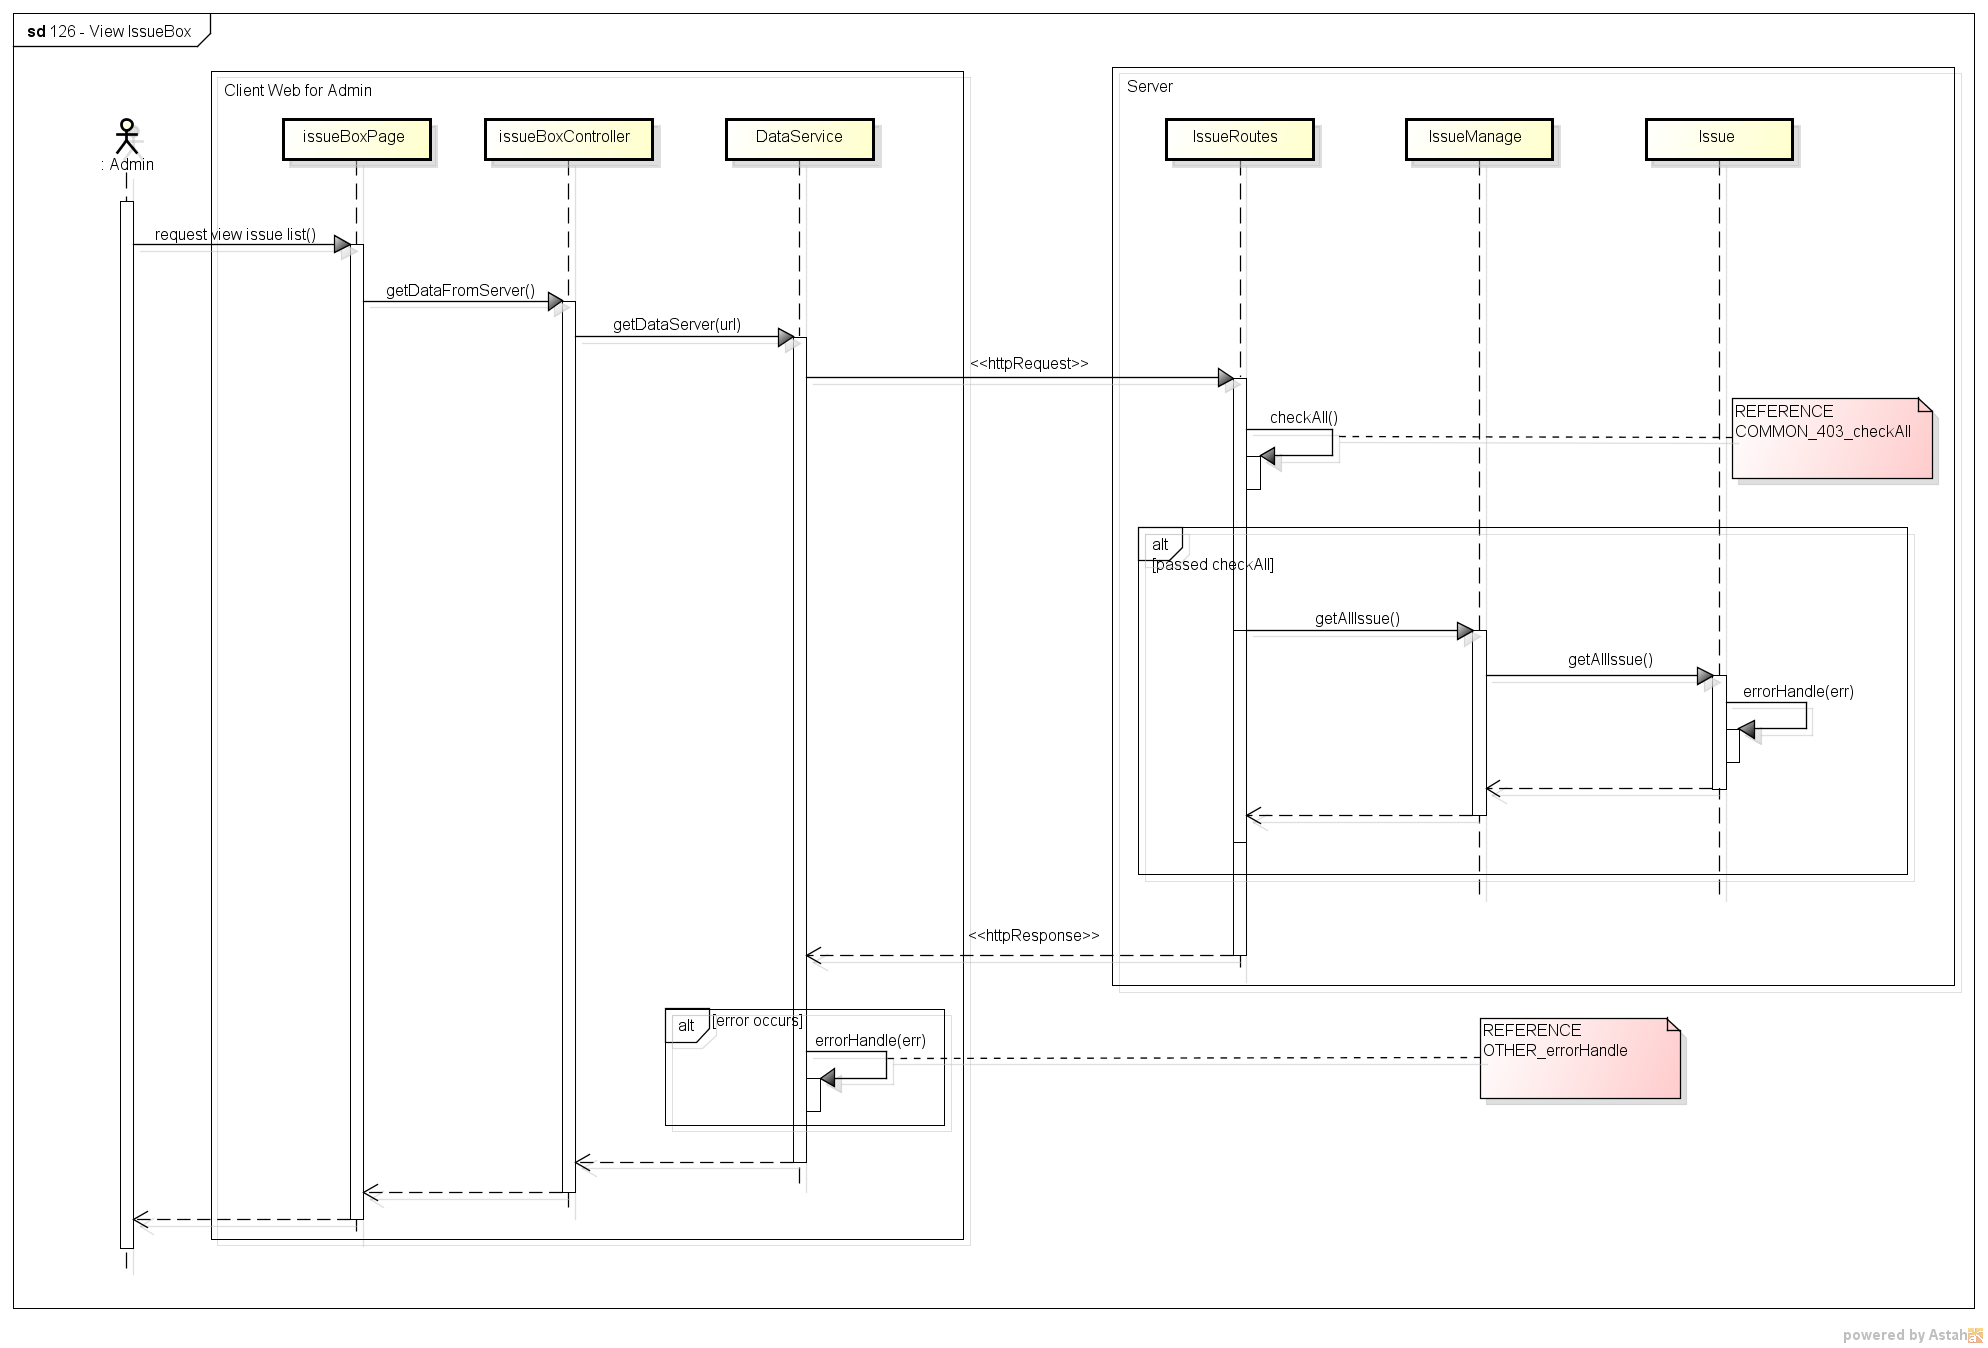 sd 126 - View IssueBox
Client Web for Admin
Server
: Admin
issueBoxPage
issueBoxController
DataService
IssueRoutes
IssueManage
Issue
request view issue list()
getDataFromServer()
getDataServer(url)
<<httpRequest>>
checkAll()
REFERENCE
COMMON_403_checkAll
alt
[passed checkAll]
getAllIssue()
getAllIssue()
errorHandle(err)
<<httpResponse>>
alt
[error occurs]
errorHandle(err)
REFERENCE
OTHER_errorHandle
powered by Astah